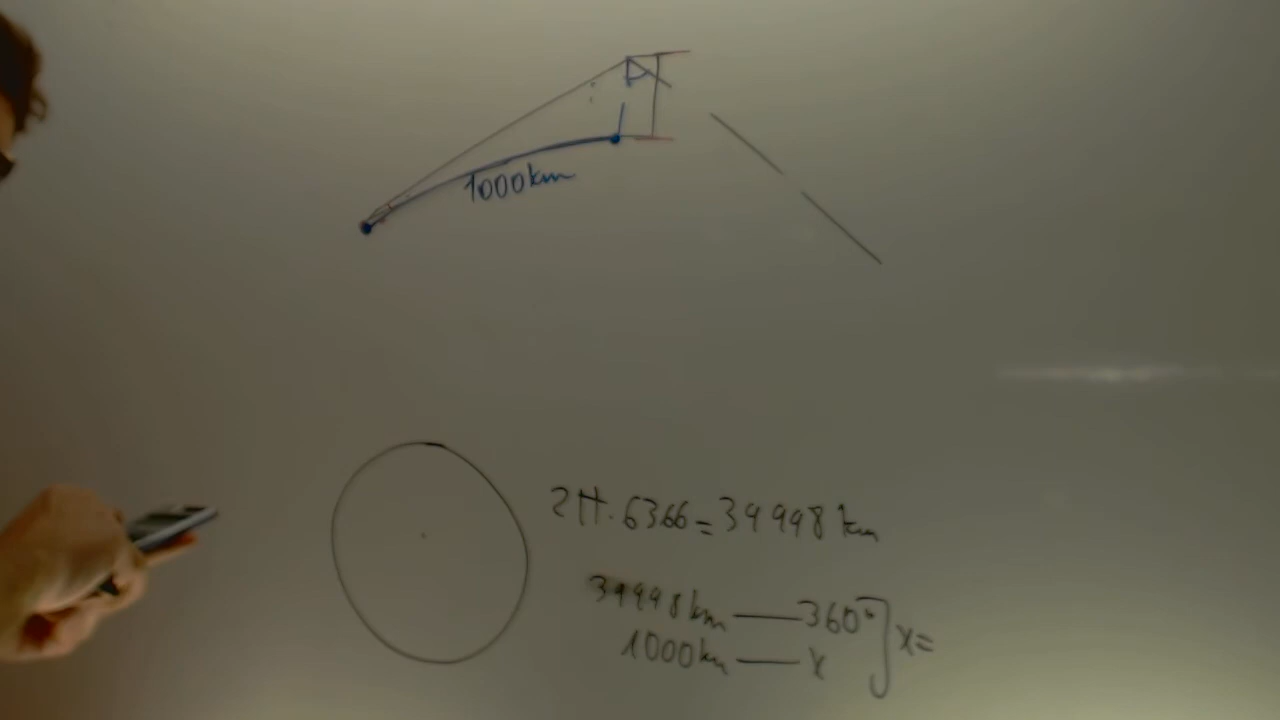 1000km
2π.6366=39998 km
39998km — 360°
1000km — x
x=